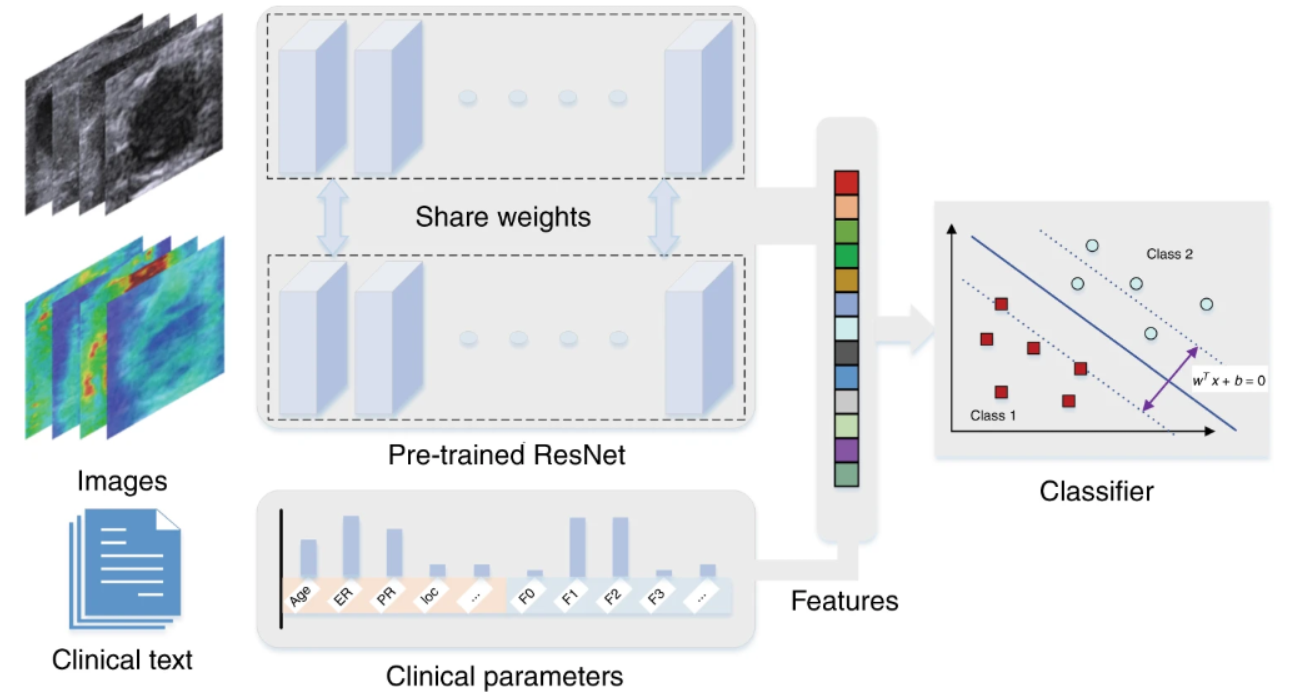 Share weights
Pre-trained ResNet
Images
Clinical text
Age
ER
PR
loc
...
F0
F1
F2
F3
...
Clinical parameters
Features
Class 2
wᵀ x + b = 0
Class 1
Classifier